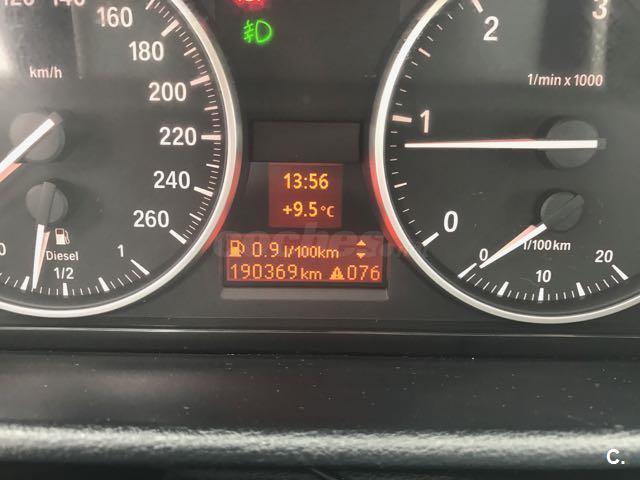 120 140
160
180
200
220
240
260
km/h
0 1/2 1
Diesel
13:56
+9.5°C
0.9 l/100km
190369 km 076
0 1 2 3
1/min x 1000
0 10 20
l/100 km
C.